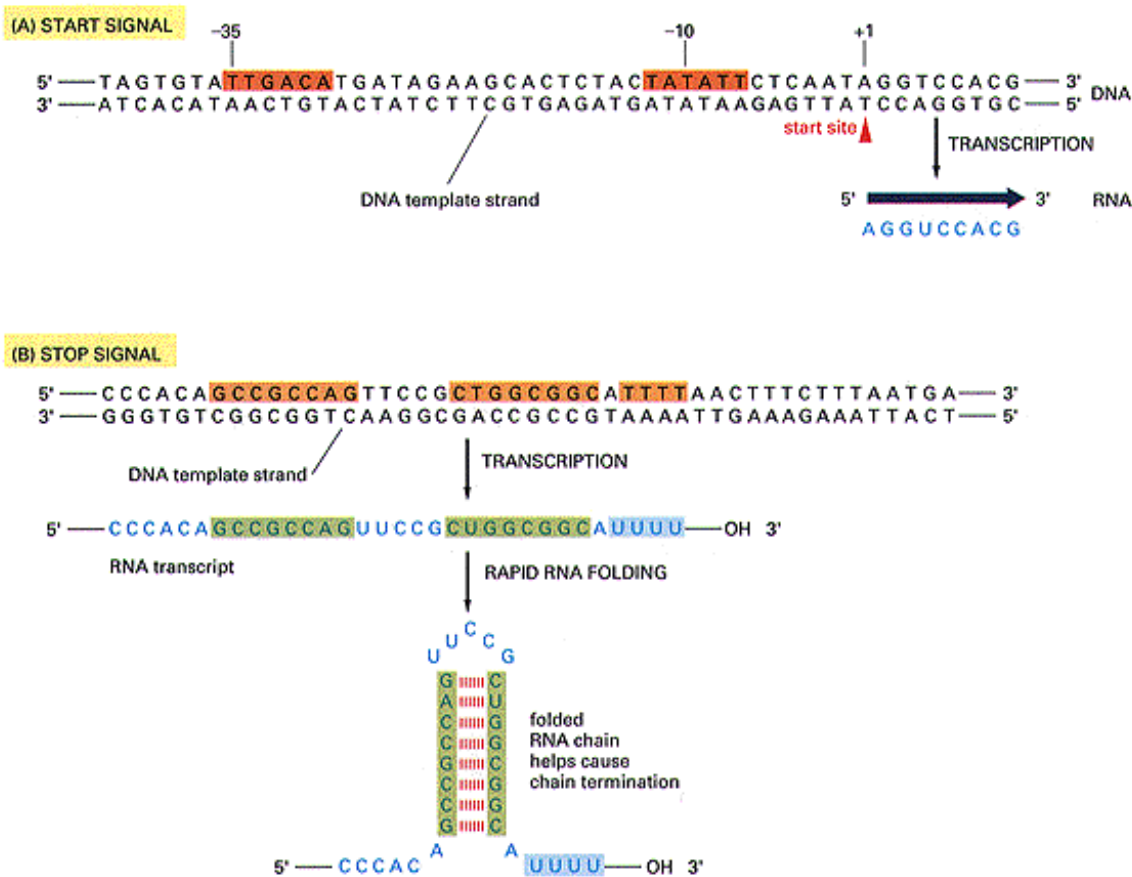 (A) START SIGNAL
−35 −10 +1
5' TAGTGTATTGACATGATAGAAGCACTCTACTATATTCTCAATAGGTCCACG 3'
DNA
3' ATCACATAACTGTACTATCTTCGTGAGATGATATAAGAGTTATCCAGGTGC 5'
start site
TRANSCRIPTION
DNA template strand
5' 3' RNA
AGGUCCACG
(B) STOP SIGNAL
5' CCCACAGCCGCCAGTTCCGCTGGCGGCATTTTAACTTTCTTTAATGA 3'
3' GGGTGTCGGCGGTCAAGGCGACCGCCGTAAAATTGAAAGAAATTACT 5'
DNA template strand
TRANSCRIPTION
5' CCCACAGCCGCCAGUUCCGCUGGCGGCAUUUU OH 3'
RNA transcript
RAPID RNA FOLDING
U U C C G
G C
A U
C G
C G
G C
C G
C G
G C
folded
RNA chain
helps cause
chain termination
5' CCCAC A A UUUU OH 3'